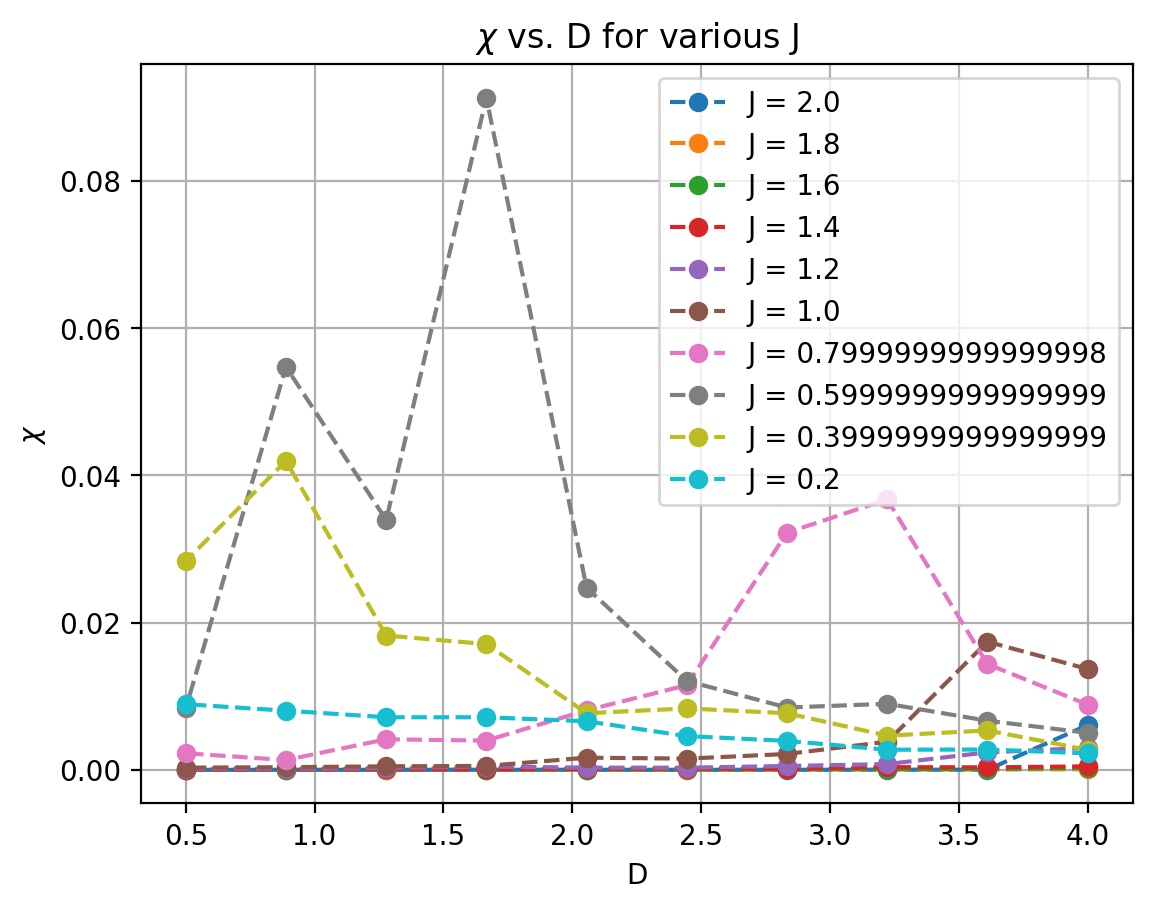 χ vs. D for various J
J = 2.0
J = 1.8
J = 1.6
J = 1.4
J = 1.2
J = 1.0
J = 0.7999999999999998
J = 0.5999999999999999
J = 0.3999999999999999
J = 0.2
χ
0.08
0.06
0.04
0.02
0.00
0.5 1.0 1.5 2.0 2.5 3.0 3.5 4.0
D